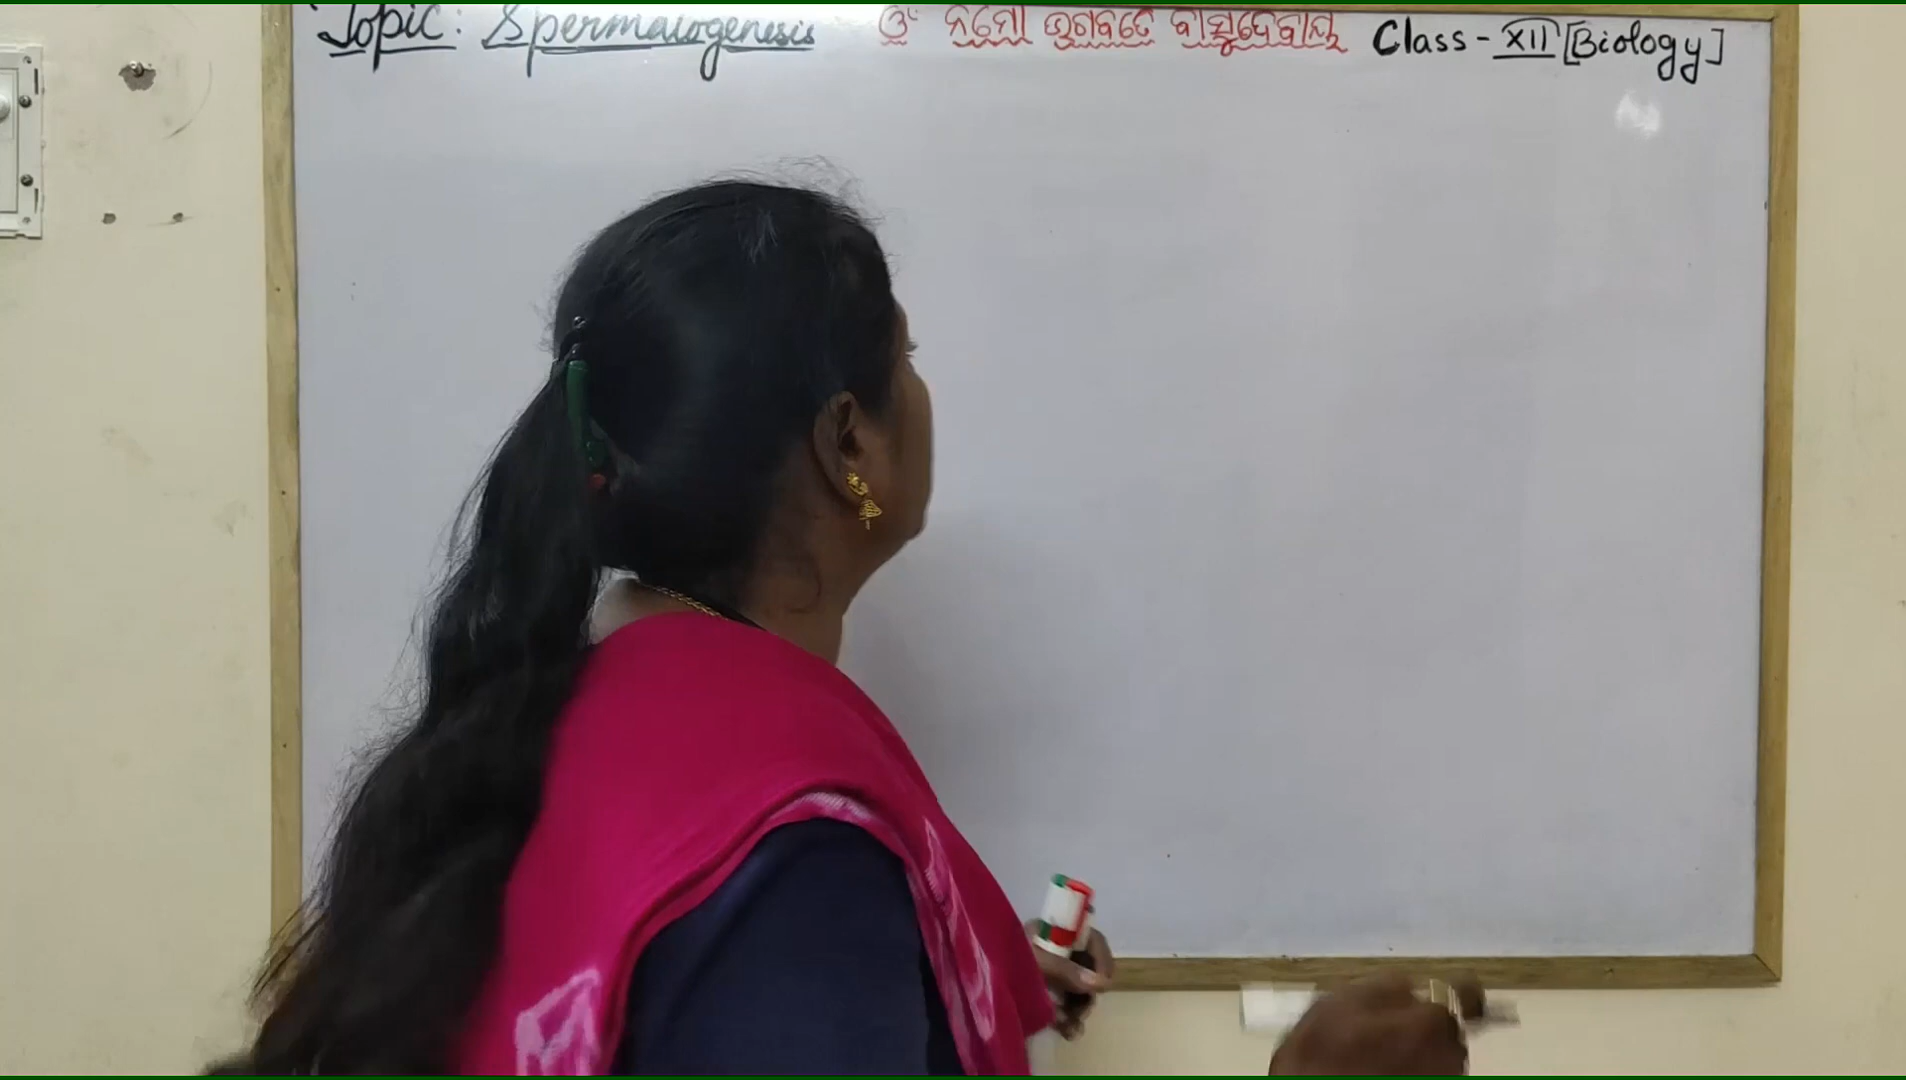 Topic: Spermatogenesis ଓଁ ନମୋ ଭଗବତେ ବାସୁଦେବାୟ Class - XII [Biology]